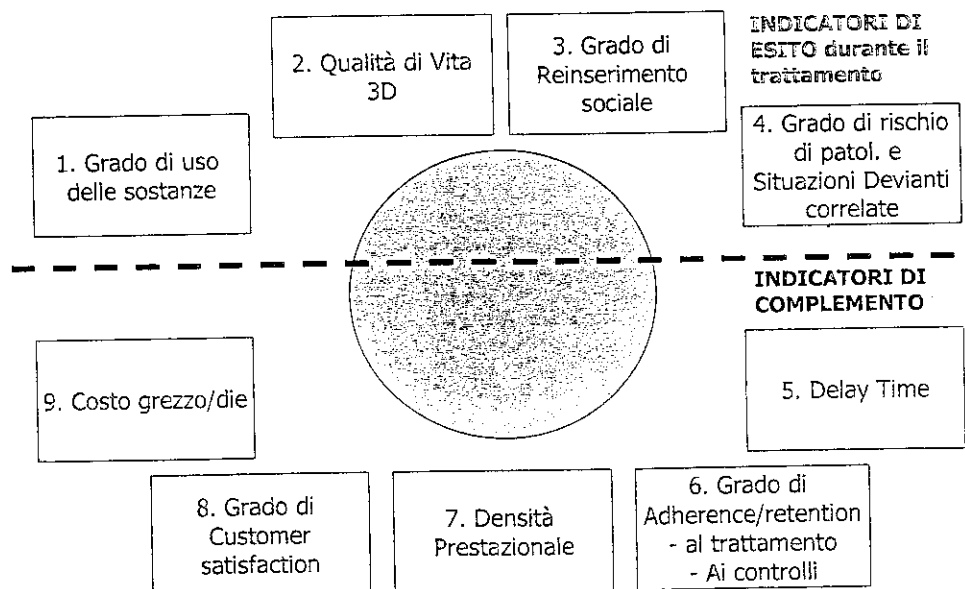 INDICATORI DI
ESITO durante il
trattamento
1. Grado di uso
delle sostanze
2. Qualità di Vita
3D
3. Grado di
Reinserimento
sociale
4. Grado di rischio
di patol. e
Situazioni Devianti
correlate
INDICATORI DI
COMPLEMENTO
5. Delay Time
6. Grado di
Adherence/retention
- al trattamento
- Ai controlli
7. Densità
Prestazionale
8. Grado di
Customer
satisfaction
9. Costo grezzo/die